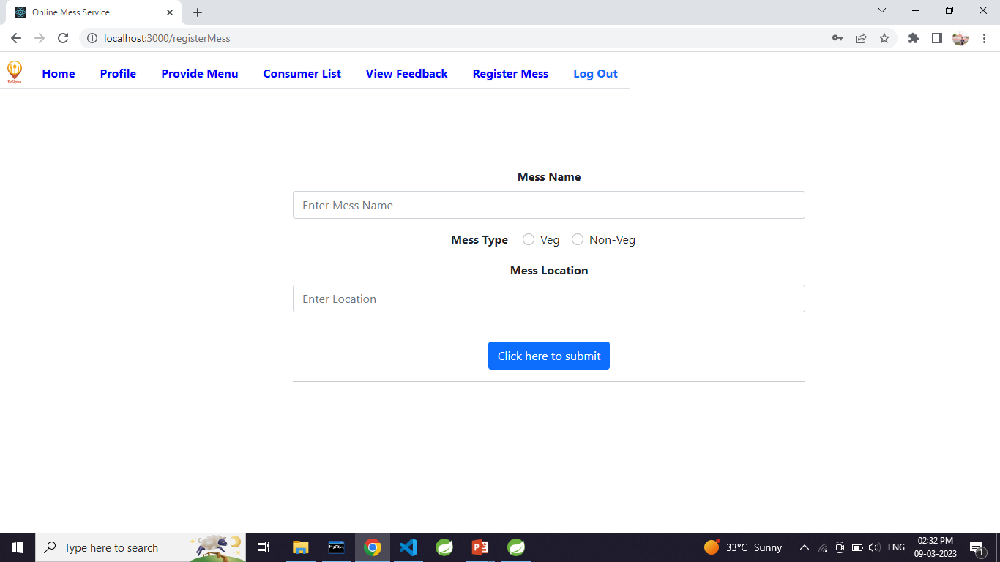 Online Mess Service
localhost:3000/registerMess
Home Profile Provide Menu Consumer List View Feedback Register Mess Log Out
Mess Name
Enter Mess Name
Mess Type Veg Non-Veg
Mess Location
Enter Location
Click here to submit
Type here to search
MySQL
33°C Sunny
ENG
02:32 PM
09-03-2023
1